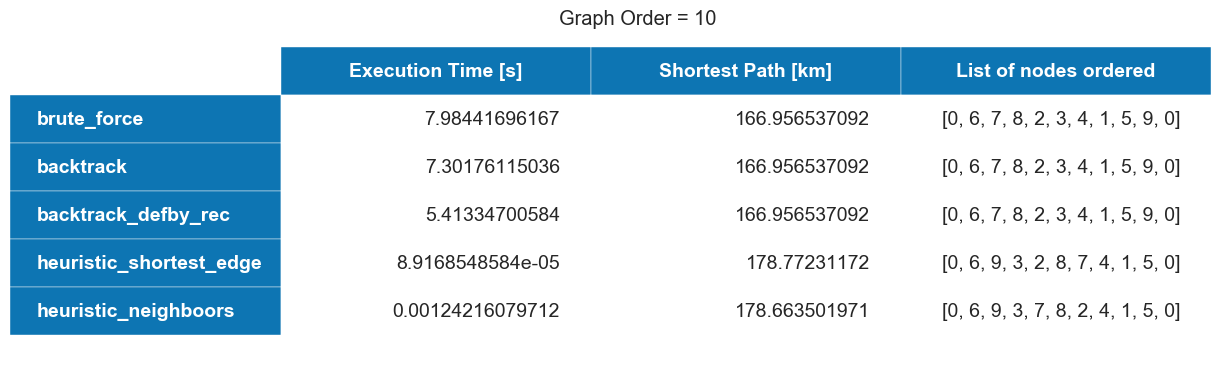 Graph Order = 10
Execution Time [s] Shortest Path [km] List of nodes ordered
brute_force 7.98441696167 166.956537092 [0, 6, 7, 8, 2, 3, 4, 1, 5, 9, 0]
backtrack 7.30176115036 166.956537092 [0, 6, 7, 8, 2, 3, 4, 1, 5, 9, 0]
backtrack_defby_rec 5.41334700584 166.956537092 [0, 6, 7, 8, 2, 3, 4, 1, 5, 9, 0]
heuristic_shortest_edge 8.9168548584e-05 178.77231172 [0, 6, 9, 3, 2, 8, 7, 4, 1, 5, 0]
heuristic_neighboors 0.00124216079712 178.663501971 [0, 6, 9, 3, 7, 8, 2, 4, 1, 5, 0]